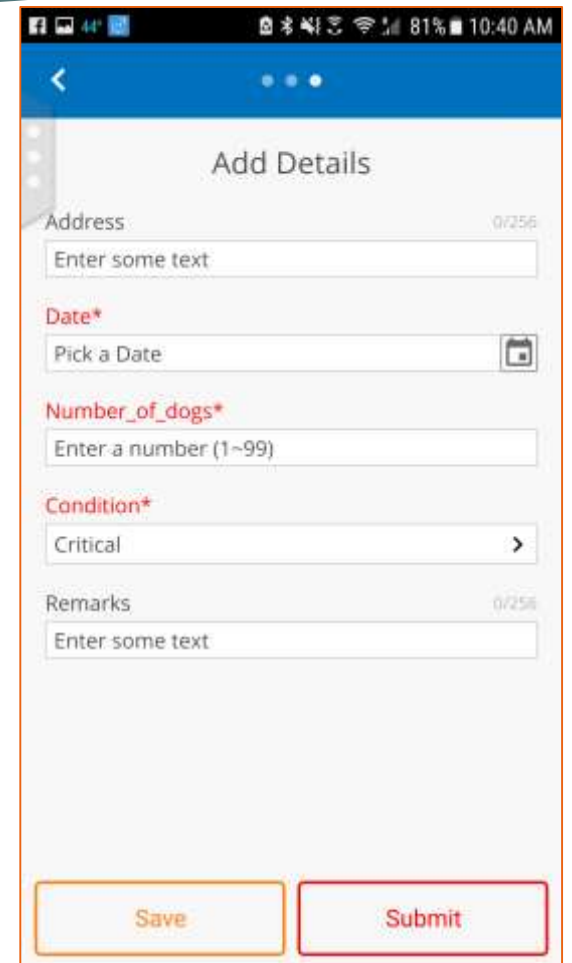 44° 81% 10:40 AM
Add Details
Address 0/256
Enter some text
Date*
Pick a Date
Number_of_dogs*
Enter a number (1~99)
Condition*
Critical
Remarks 0/256
Enter some text
Save Submit